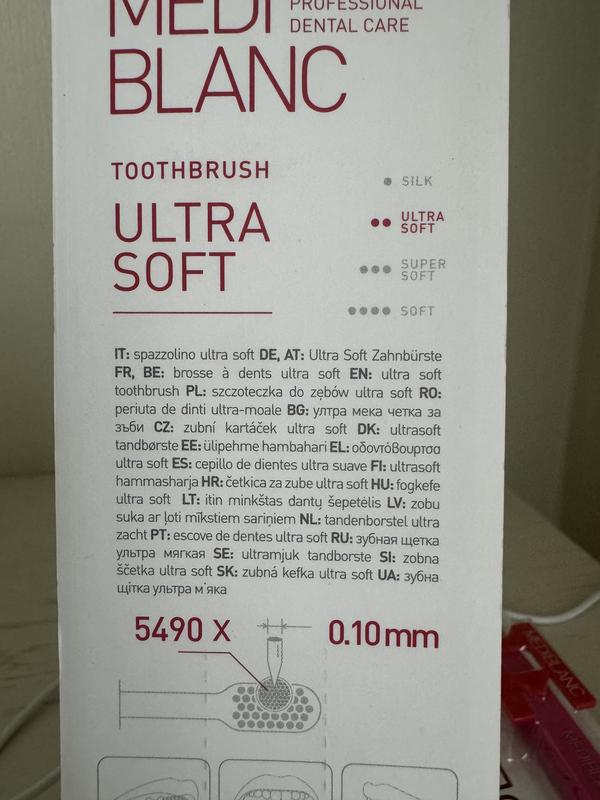 MEDI
PROFESSIONAL
DENTAL CARE
BLANC
TOOTHBRUSH
ULTRA
SOFT
SILK
ULTRA
SOFT
SUPER
SOFT
SOFT
IT: spazzolino ultra soft DE, AT: Ultra Soft Zahnbürste
FR, BE: brosse à dents ultra soft EN: ultra soft
toothbrush PL: szczoteczka do zębów ultra soft RO:
periuta de dinti ultra-moale BG: ултра мека четка за
зъби CZ: zubní kartáček ultra soft DK: ultrasoft
tandbørste EE: ülipehme hambahari EL: οδοντόβουρτσα
ultra soft ES: cepillo de dientes ultra suave FI: ultrasoft
hammasharja HR: četkica za zube ultra soft HU: fogkefe
ultra soft LT: itin minkštas dantų šepetėlis LV: zobu
suka ar ļoti mīkstiem sariņiem NL: tandenborstel ultra
zacht PT: escove de dentes ultra soft RU: зубная щетка
ультра мягкая SE: ultramjuk tandborste SI: zobna
ščetka ultra soft SK: zubná kefka ultra soft UA: зубна
щітка ультра м'яка
5490 X
0.10 mm
MEDIBLANC